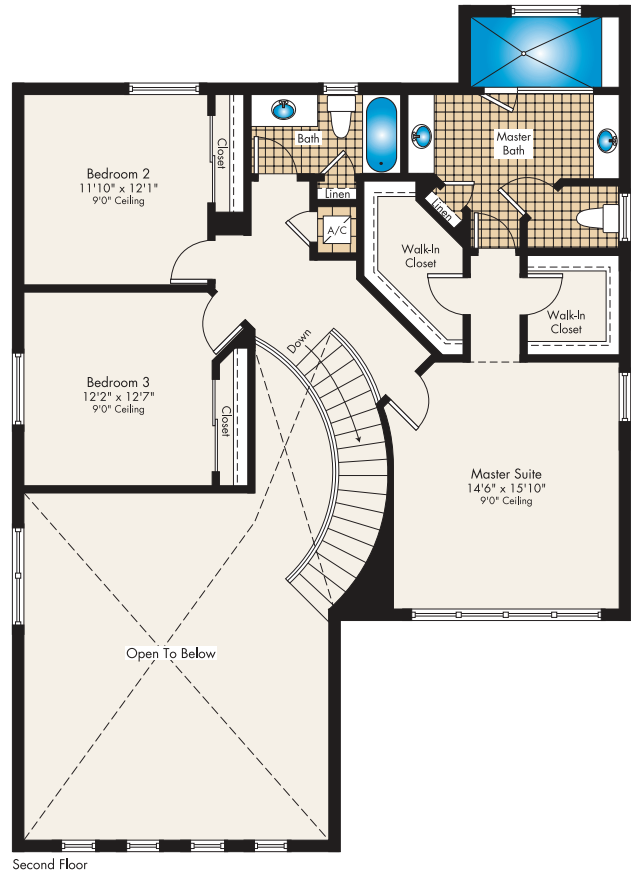 Bath
Master
Bath
Closet
Bedroom 2
11'10" x 12'1"
9'0" Ceiling
Linen
Linen
A/C
Walk-In
Closet
Walk-In
Closet
Down
Bedroom 3
12'2" x 12'7"
9'0" Ceiling
Closet
Master Suite
14'6" x 15'10"
9'0" Ceiling
Open To Below
Second Floor